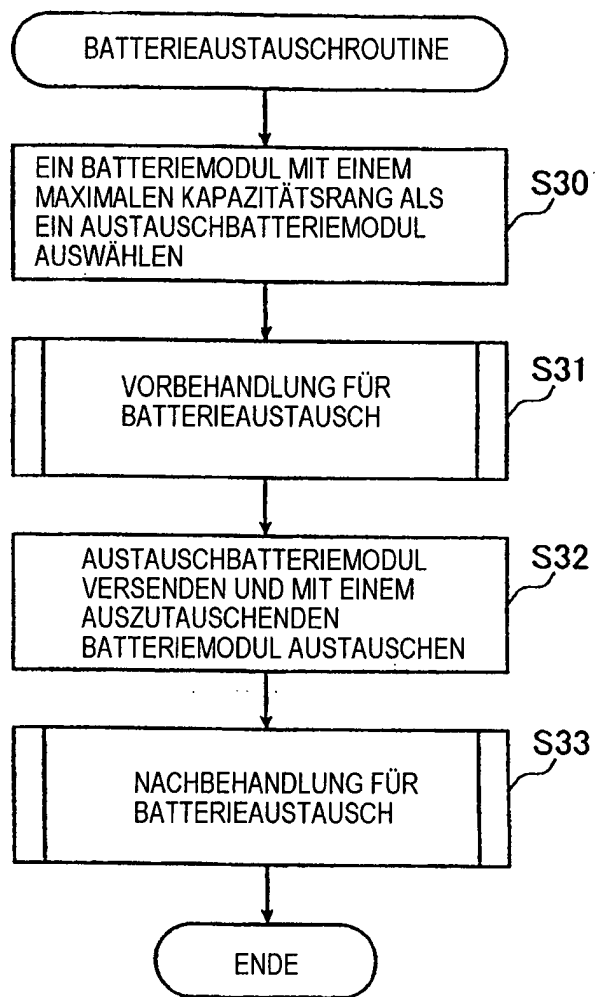 BATTERIEAUSTAUSCHROUTINE
EIN BATTERIEMODUL MIT EINEM
MAXIMALEN KAPAZITÄTSRANG ALS
EIN AUSTAUSCHBATTERIEMODUL
AUSWÄHLEN
S30
VORBEHANDLUNG FÜR
BATTERIEAUSTAUSCH
S31
AUSTAUSCHBATTERIEMODUL
VERSENDEN UND MIT EINEM
AUSZUTAUSCHENDEN
BATTERIEMODUL AUSTAUSCHEN
S32
NACHBEHANDLUNG FÜR
BATTERIEAUSTAUSCH
S33
ENDE